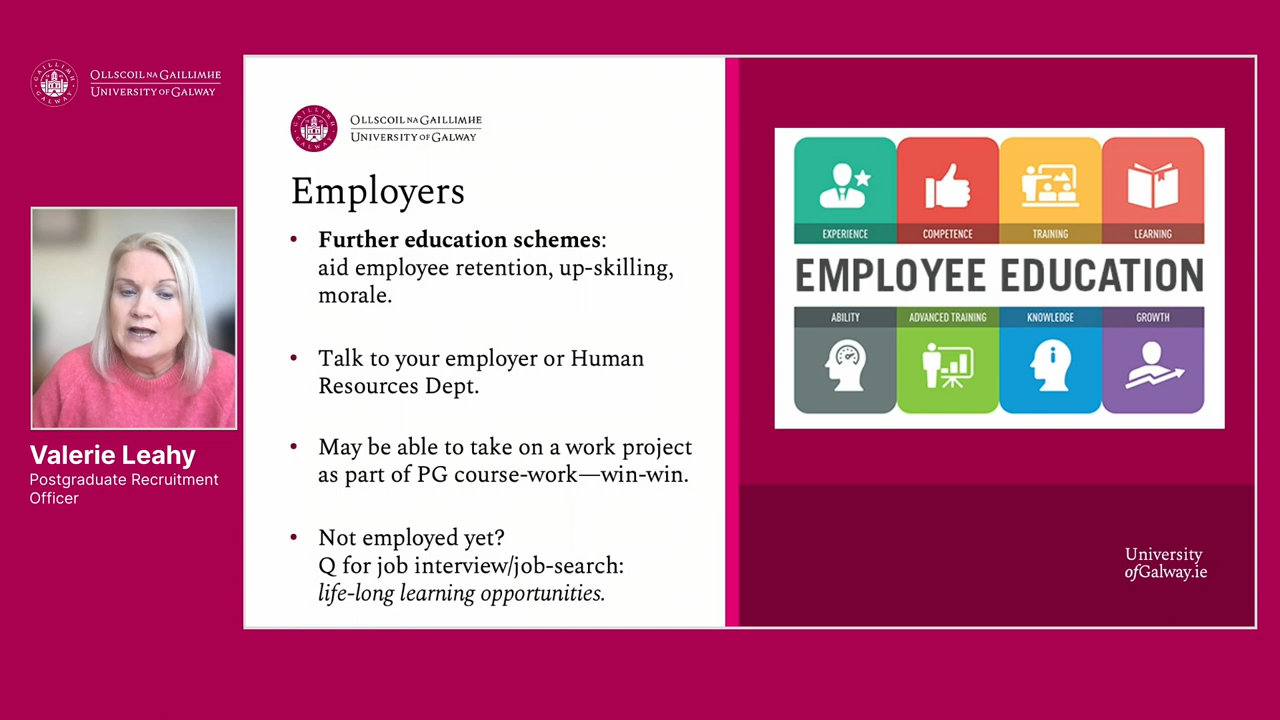 OLLSCOIL NA GAILLIMHE
UNIVERSITY OF GALWAY
Valerie Leahy
Postgraduate Recruitment
Officer
OLLSCOIL NA GAILLIMHE
UNIVERSITY OF GALWAY
Employers
• Further education schemes:
aid employee retention, up-skilling,
morale.
• Talk to your employer or Human
Resources Dept.
• May be able to take on a work project
as part of PG course-work—win-win.
• Not employed yet?
Q for job interview/job-search:
life-long learning opportunities.
EXPERIENCE COMPETENCE TRAINING LEARNING
EMPLOYEE EDUCATION
ABILITY ADVANCED TRAINING KNOWLEDGE GROWTH
University
ofGalway.ie